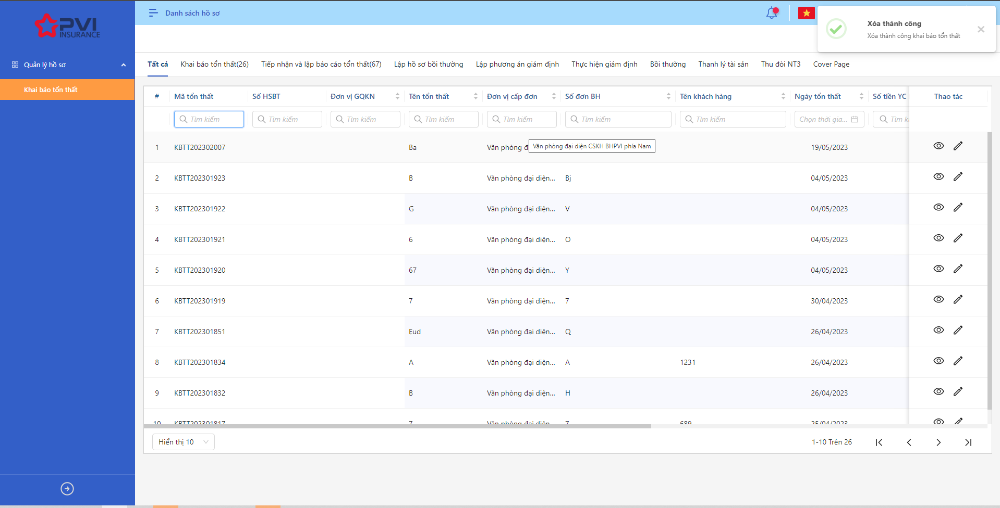 PVI
INSURANCE
Danh sách hồ sơ
Xóa thành công
Xóa thành công khai báo tổn thất
Quản lý hồ sơ
Khai báo tổn thất
Tất cả Khai báo tổn thất(26) Tiếp nhận và lập báo cáo tổn thất(67) Lập hồ sơ bồi thường Lập phương án giám định Thực hiện giám định Bồi thường Thanh lý tài sản Thu đòi NT3 Cover Page
# Mã tổn thất Số HSBT Đơn vị GQKN Tên tổn thất Đơn vị cấp đơn Số đơn BH Tên khách hàng Ngày tổn thất Số tiền YC Thao tác
Tìm kiếm Tìm kiếm Tìm kiếm Tìm kiếm Tìm kiếm Tìm kiếm Tìm kiếm Chọn thời gia... Tìm ki
1 KBTT202302007 Ba Văn phòng đ 19/05/2023
Văn phòng đại diện CSKH BHPVI phía Nam
2 KBTT202301923 B Văn phòng đại diện... Bj 04/05/2023
3 KBTT202301922 G Văn phòng đại diện... V 04/05/2023
4 KBTT202301921 6 Văn phòng đại diện... O 04/05/2023
5 KBTT202301920 67 Văn phòng đại diện... Y 04/05/2023
6 KBTT202301919 7 Văn phòng đại diện... 7 30/04/2023
7 KBTT202301851 Eud Văn phòng đại diện... Q 26/04/2023
8 KBTT202301834 A Văn phòng đại diện... A 1231 26/04/2023
9 KBTT202301832 B Văn phòng đại diện... H 26/04/2023
10 KBTT202301817 7 Văn phòng đại diện... 7 689 25/04/2023
Hiển thị 10
1-10 Trên 26